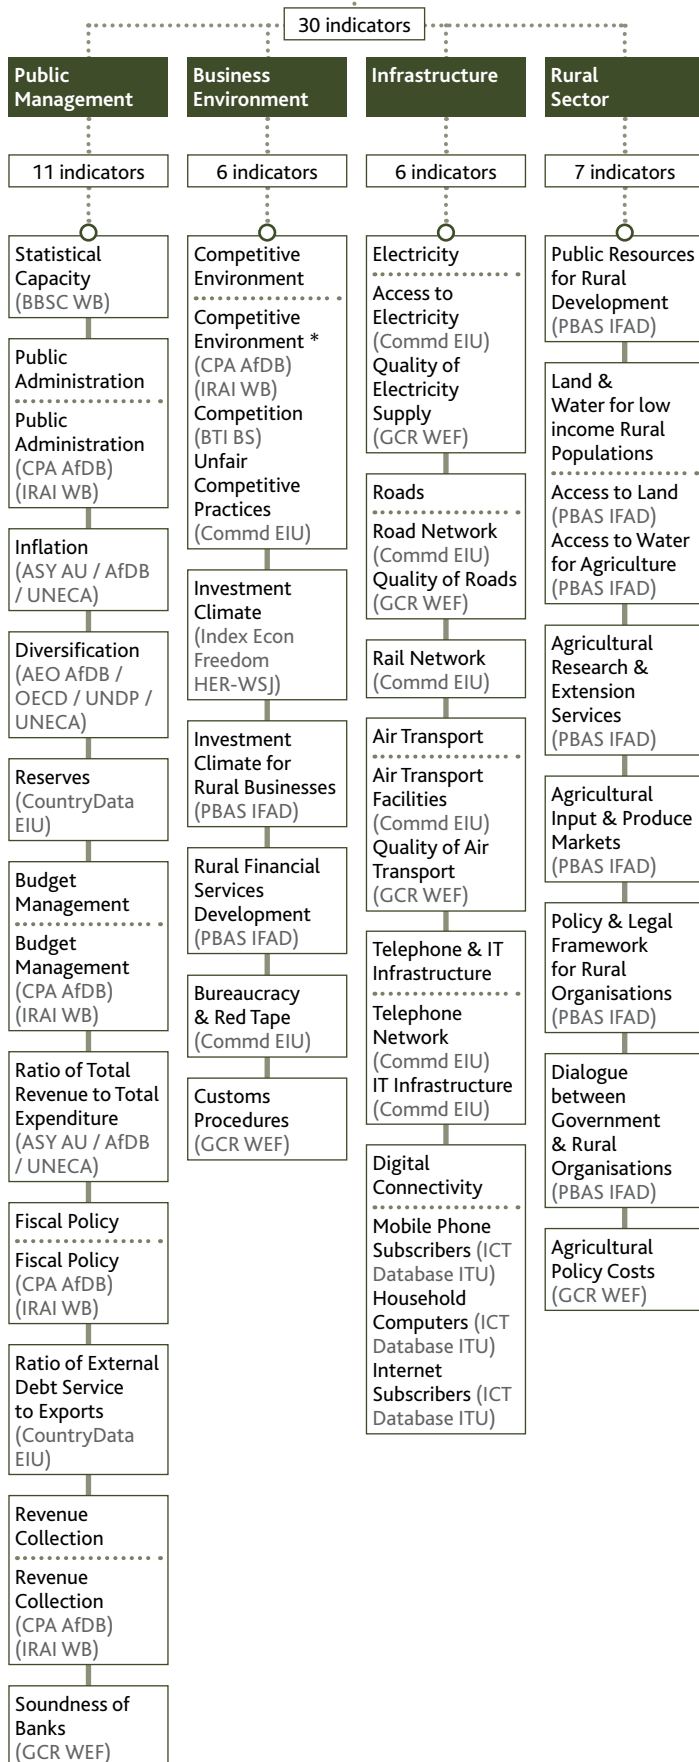 30 indicators
Public
Management
11 indicators
Statistical
Capacity
(BBSC WB)
Public
Administration
Public
Administration
(CPA AfDB)
(IRAI WB)
Inflation
(ASY AU / AfDB
/ UNECA)
Diversification
(AEO AfDB /
OECD / UNDP /
UNECA)
Reserves
(CountryData
EIU)
Budget
Management
Budget
Management
(CPA AfDB)
(IRAI WB)
Ratio of Total
Revenue to Total
Expenditure
(ASY AU / AfDB
/ UNECA)
Fiscal Policy
Fiscal Policy
(CPA AfDB)
(IRAI WB)
Ratio of External
Debt Service
to Exports
(CountryData
EIU)
Revenue
Collection
Revenue
Collection
(CPA AfDB)
(IRAI WB)
Soundness of
Banks
(GCR WEF)
Business
Environment
6 indicators
Competitive
Environment
Competitive
Environment *
(CPA AfDB)
(IRAI WB)
Competition
(BTI BS)
Unfair
Competitive
Practices
(Commd EIU)
Investment
Climate
(Index Econ
Freedom
HER-WSJ)
Investment
Climate for
Rural Businesses
(PBAS IFAD)
Rural Financial
Services
Development
(PBAS IFAD)
Bureaucracy
& Red Tape
(Commd EIU)
Customs
Procedures
(GCR WEF)
Infrastructure
6 indicators
Electricity
Access to
Electricity
(Commd EIU)
Quality of
Electricity
Supply
(GCR WEF)
Roads
Road Network
(Commd EIU)
Quality of Roads
(GCR WEF)
Rail Network
(Commd EIU)
Air Transport
Air Transport
Facilities
(Commd EIU)
Quality of Air
Transport
(GCR WEF)
Telephone & IT
Infrastructure
Telephone
Network
(Commd EIU)
IT Infrastructure
(Commd EIU)
Digital
Connectivity
Mobile Phone
Subscribers (ICT
Database ITU)
Household
Computers (ICT
Database ITU)
Internet
Subscribers (ICT
Database ITU)
Rural
Sector
7 indicators
Public Resources
for Rural
Development
(PBAS IFAD)
Land &
Water for low
income Rural
Populations
Access to Land
(PBAS IFAD)
Access to Water
for Agriculture
(PBAS IFAD)
Agricultural
Research &
Extension
Services
(PBAS IFAD)
Agricultural
Input & Produce
Markets
(PBAS IFAD)
Policy & Legal
Framework
for Rural
Organisations
(PBAS IFAD)
Dialogue
between
Government
& Rural
Organisations
(PBAS IFAD)
Agricultural
Policy Costs
(GCR WEF)